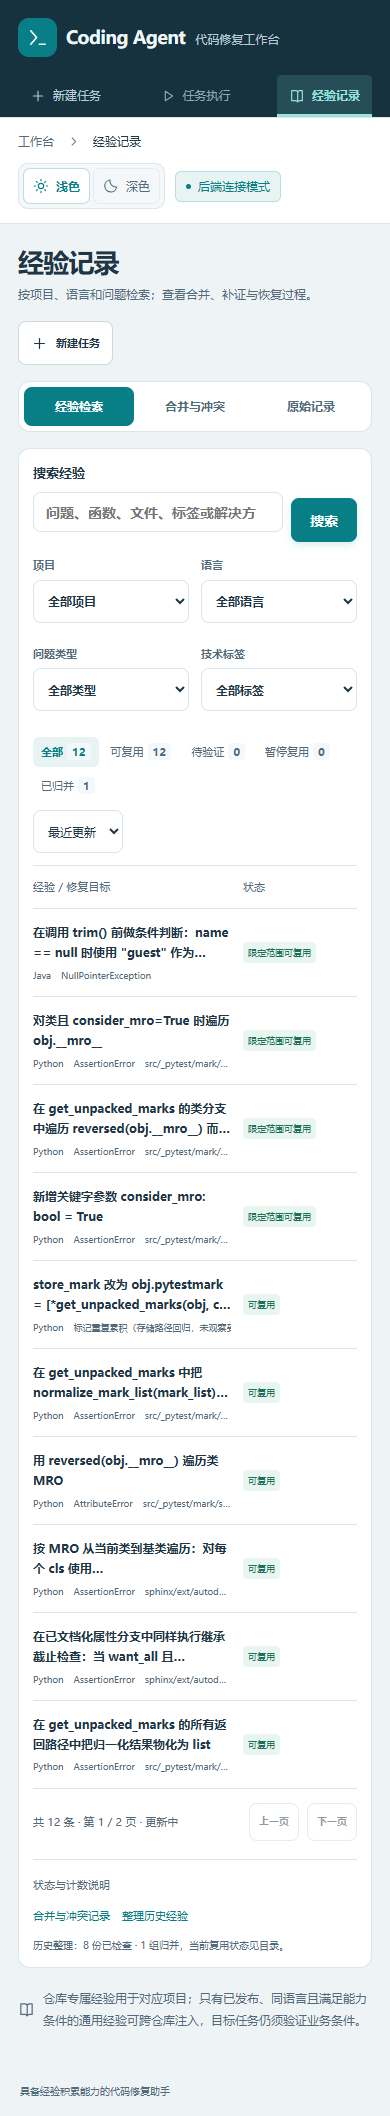 Coding Agent 代码修复工作台
新建任务 任务执行 经验记录
工作台 > 经验记录
浅色 深色 后端连接模式
经验记录
按项目、语言和问题检索；查看合并、补证与恢复过程。
新建任务
经验检索 合并与冲突 原始记录
搜索经验
问题、函数、文件、标签或解决方 搜索
项目 语言
全部项目 全部语言
问题类型 技术标签
全部类型 全部标签
全部 12 可复用 12 待验证 0 暂停复用 0
已归并 1
最近更新
经验 / 修复目标 状态
在调用 trim() 前做条件判断：name
== null 时使用 "guest" 作为... 限定范围可复用
Java NullPointerException
对类且 consider_mro=True 时遍历
obj.__mro__ 限定范围可复用
Python AssertionError src/_pytest/mark/...
在 get_unpacked_marks 的类分支
中遍历 reversed(obj.__mro__) 而... 限定范围可复用
Python AssertionError src/_pytest/mark/...
新增关键字参数 consider_mro:
bool = True 限定范围可复用
Python AssertionError src/_pytest/mark/...
store_mark 改为 obj.pytestmark
= [*get_unpacked_marks(obj, c... 可复用
Python 标记重复累积（存储路径回归，未观察到
在 get_unpacked_marks 中把
normalize_mark_list(mark_list)... 可复用
Python AssertionError src/_pytest/mark/...
用 reversed(obj.__mro__) 遍历类
MRO 可复用
Python AttributeError src/_pytest/mark/s...
按 MRO 从当前类到基类遍历：对每
个 cls 使用... 可复用
Python AssertionError sphinx/ext/autod...
在已文档化属性分支中同样执行继承
截止检查：当 want_all 且... 可复用
Python AssertionError sphinx/ext/autod...
在 get_unpacked_marks 的所有返
回路径中把归一化结果物化为 list 可复用
Python AssertionError src/_pytest/mark/...
共 12 条 · 第 1 / 2 页 · 更新中 上一页 下一页
状态与计数说明
合并与冲突记录 整理历史经验
历史整理：8 份已检查 · 1 组归并，当前复用状态见目录。
仓库专属经验用于对应项目；只有已发布、同语言且满足能力
条件的通用经验可跨仓库注入，目标任务仍须验证业务条件。
具备经验积累能力的代码修复助手